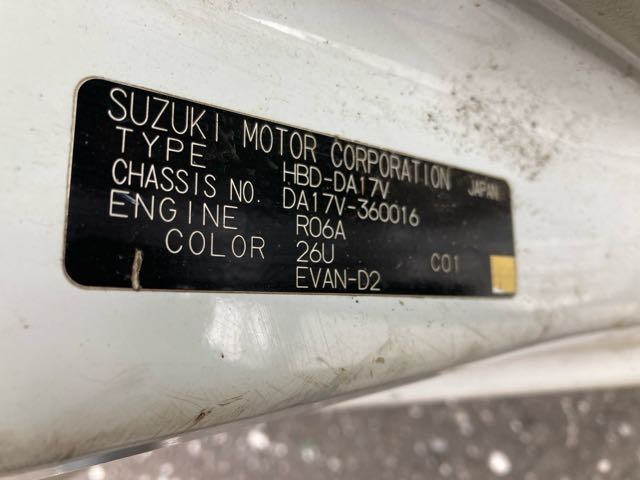 SUZUKI MOTOR CORPORATION JAPAN
TYPE HBD-DA17V
CHASSIS NO. DA17V-360016
ENGINE R06A
COLOR 26U C01
EVAN-D2